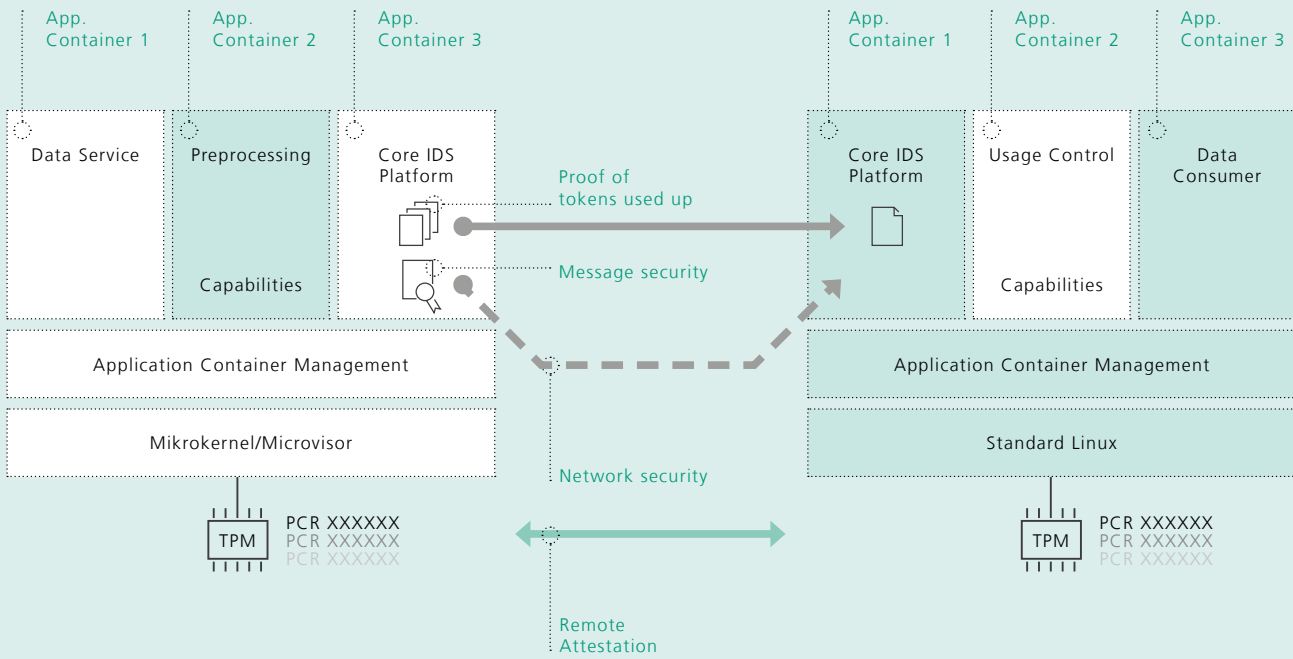 App.
Container 1
App.
Container 2
App.
Container 3
App.
Container 1
App.
Container 2
App.
Container 3
Data Service
Preprocessing
Capabilities
Core IDS
Platform
Proof of
tokens used up
Message security
Core IDS
Platform
Usage Control
Capabilities
Data
Consumer
Application Container Management
Application Container Management
Mikrokernel/Microvisor
Standard Linux
Network security
TPM
PCR XXXXXX
PCR XXXXXX
PCR XXXXXX
TPM
PCR XXXXXX
PCR XXXXXX
PCR XXXXXX
Remote
Attestation